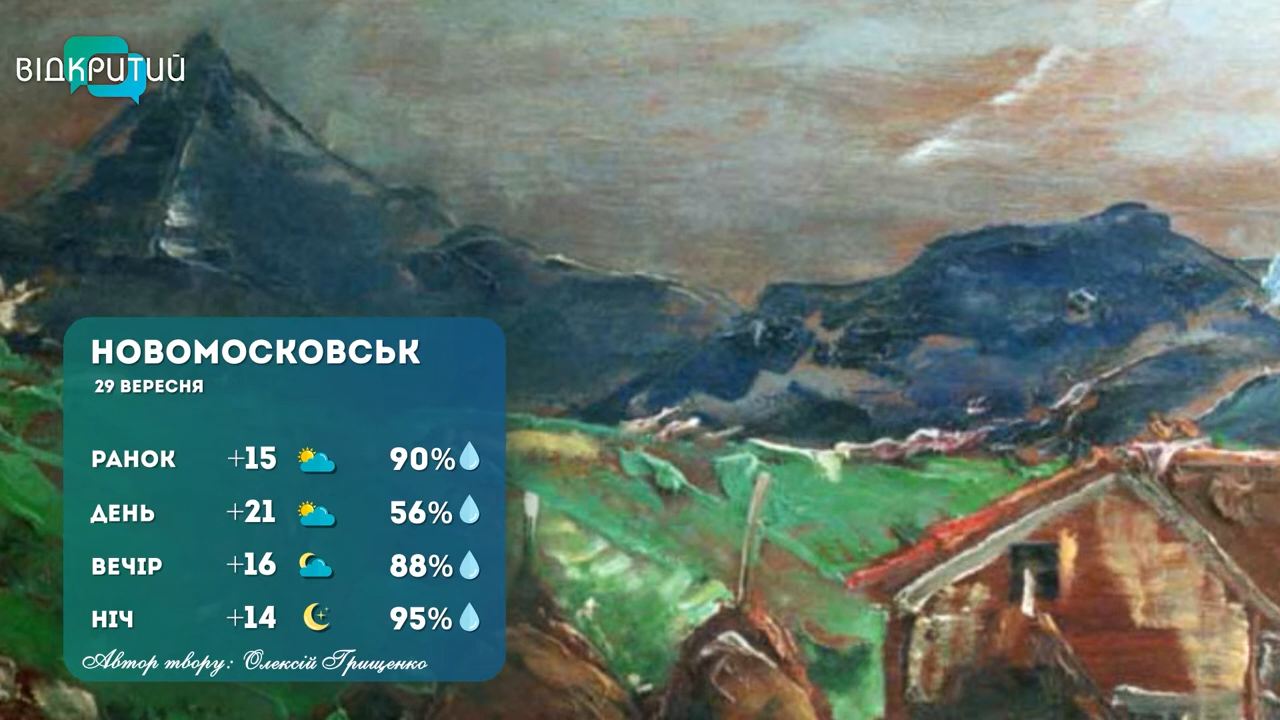 ВІДКРИТИЙ
НОВОМОСКОВСЬК
29 ВЕРЕСНЯ
РАНОК +15 90%
ДЕНЬ +21 56%
ВЕЧІР +16 88%
НІЧ +14 95%
Автор твору: Олексій Грищенко